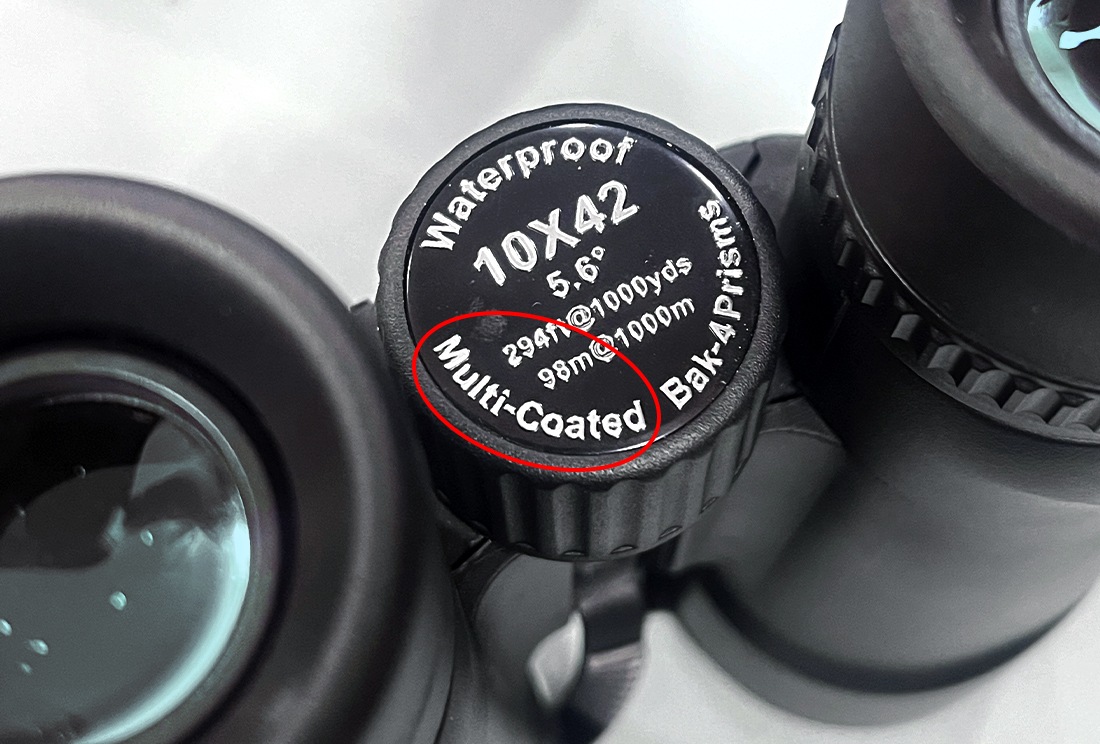 Waterproof
10X42
5.6°
294ft@1000yds
98m@1000m
Multi-Coated
Bak-4Prisms